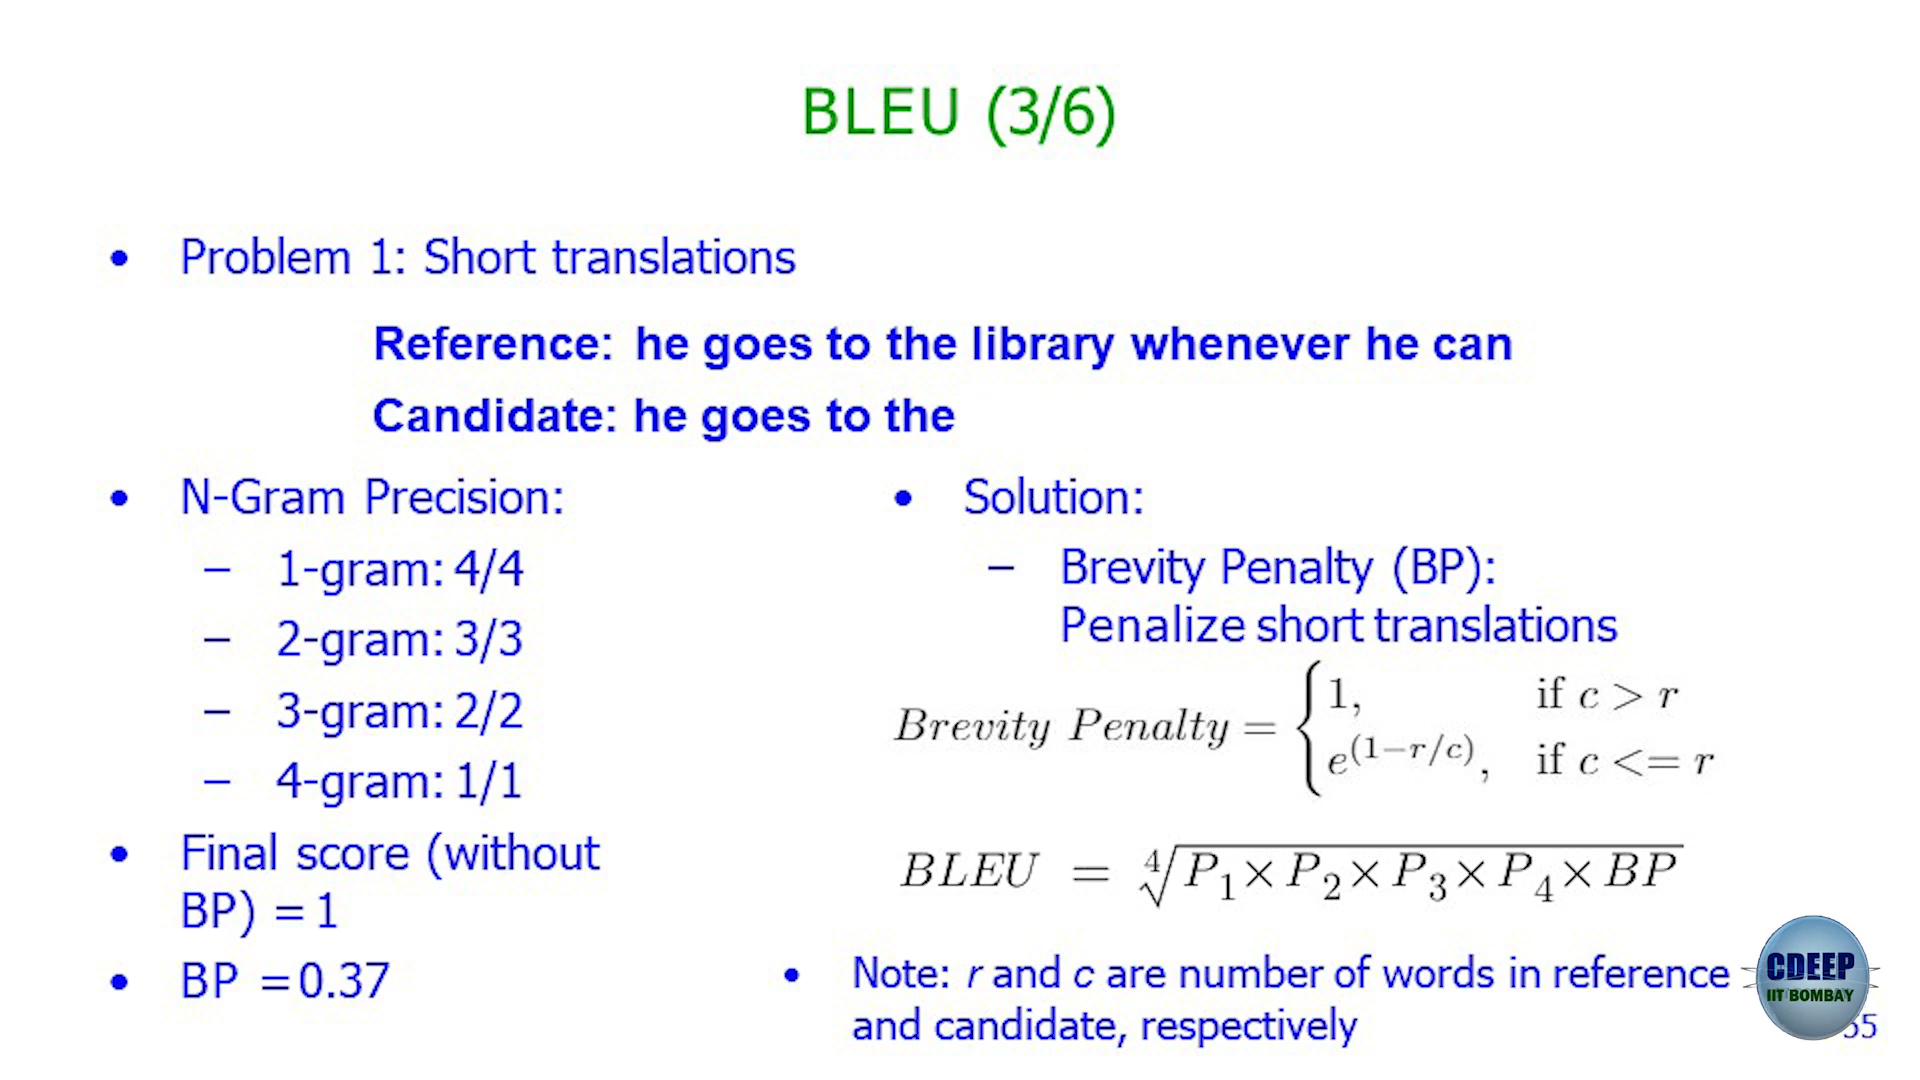 BLEU (3/6)
• Problem 1: Short translations
Reference: he goes to the library whenever he can
Candidate: he goes to the
• N-Gram Precision:
– 1-gram: 4/4
– 2-gram: 3/3
– 3-gram: 2/2
– 4-gram: 1/1
• Final score (without
BP) = 1
• BP = 0.37
• Solution:
– Brevity Penalty (BP):
Penalize short translations
Brevity Penalty = { 1, if c > r
e^(1−r/c), if c <= r
BLEU = ∜(P₁ × P₂ × P₃ × P₄ × BP)
• Note: r and c are number of words in reference
and candidate, respectively
CDEEP
IIT BOMBAY